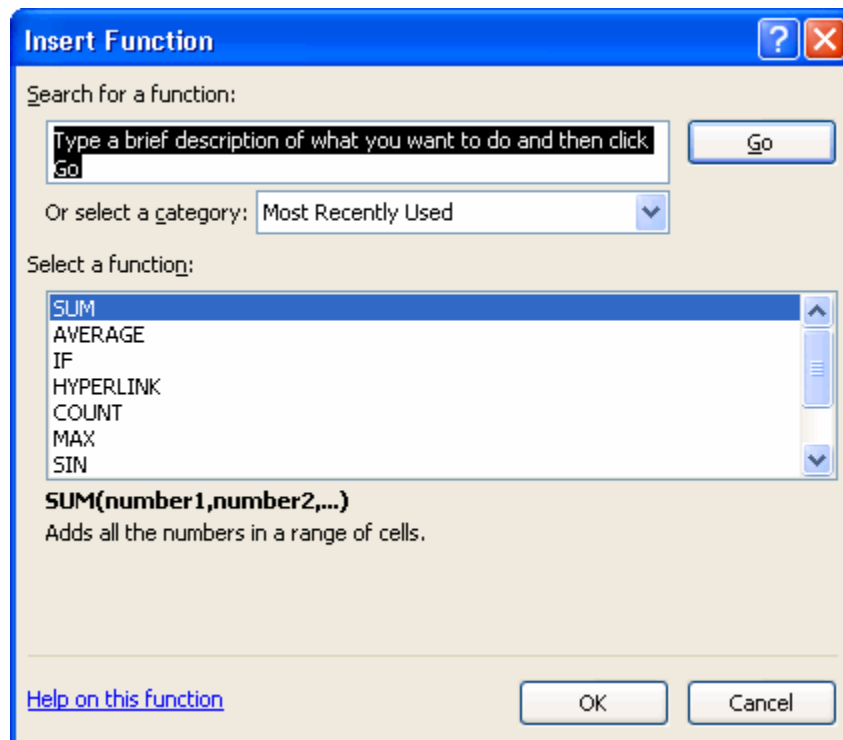 Insert Function
Search for a function:
Type a brief description of what you want to do and then click
Go
Go
Or select a category: Most Recently Used
Select a function:
SUM
AVERAGE
IF
HYPERLINK
COUNT
MAX
SIN
SUM(number1,number2,...)
Adds all the numbers in a range of cells.
Help on this function
OK
Cancel